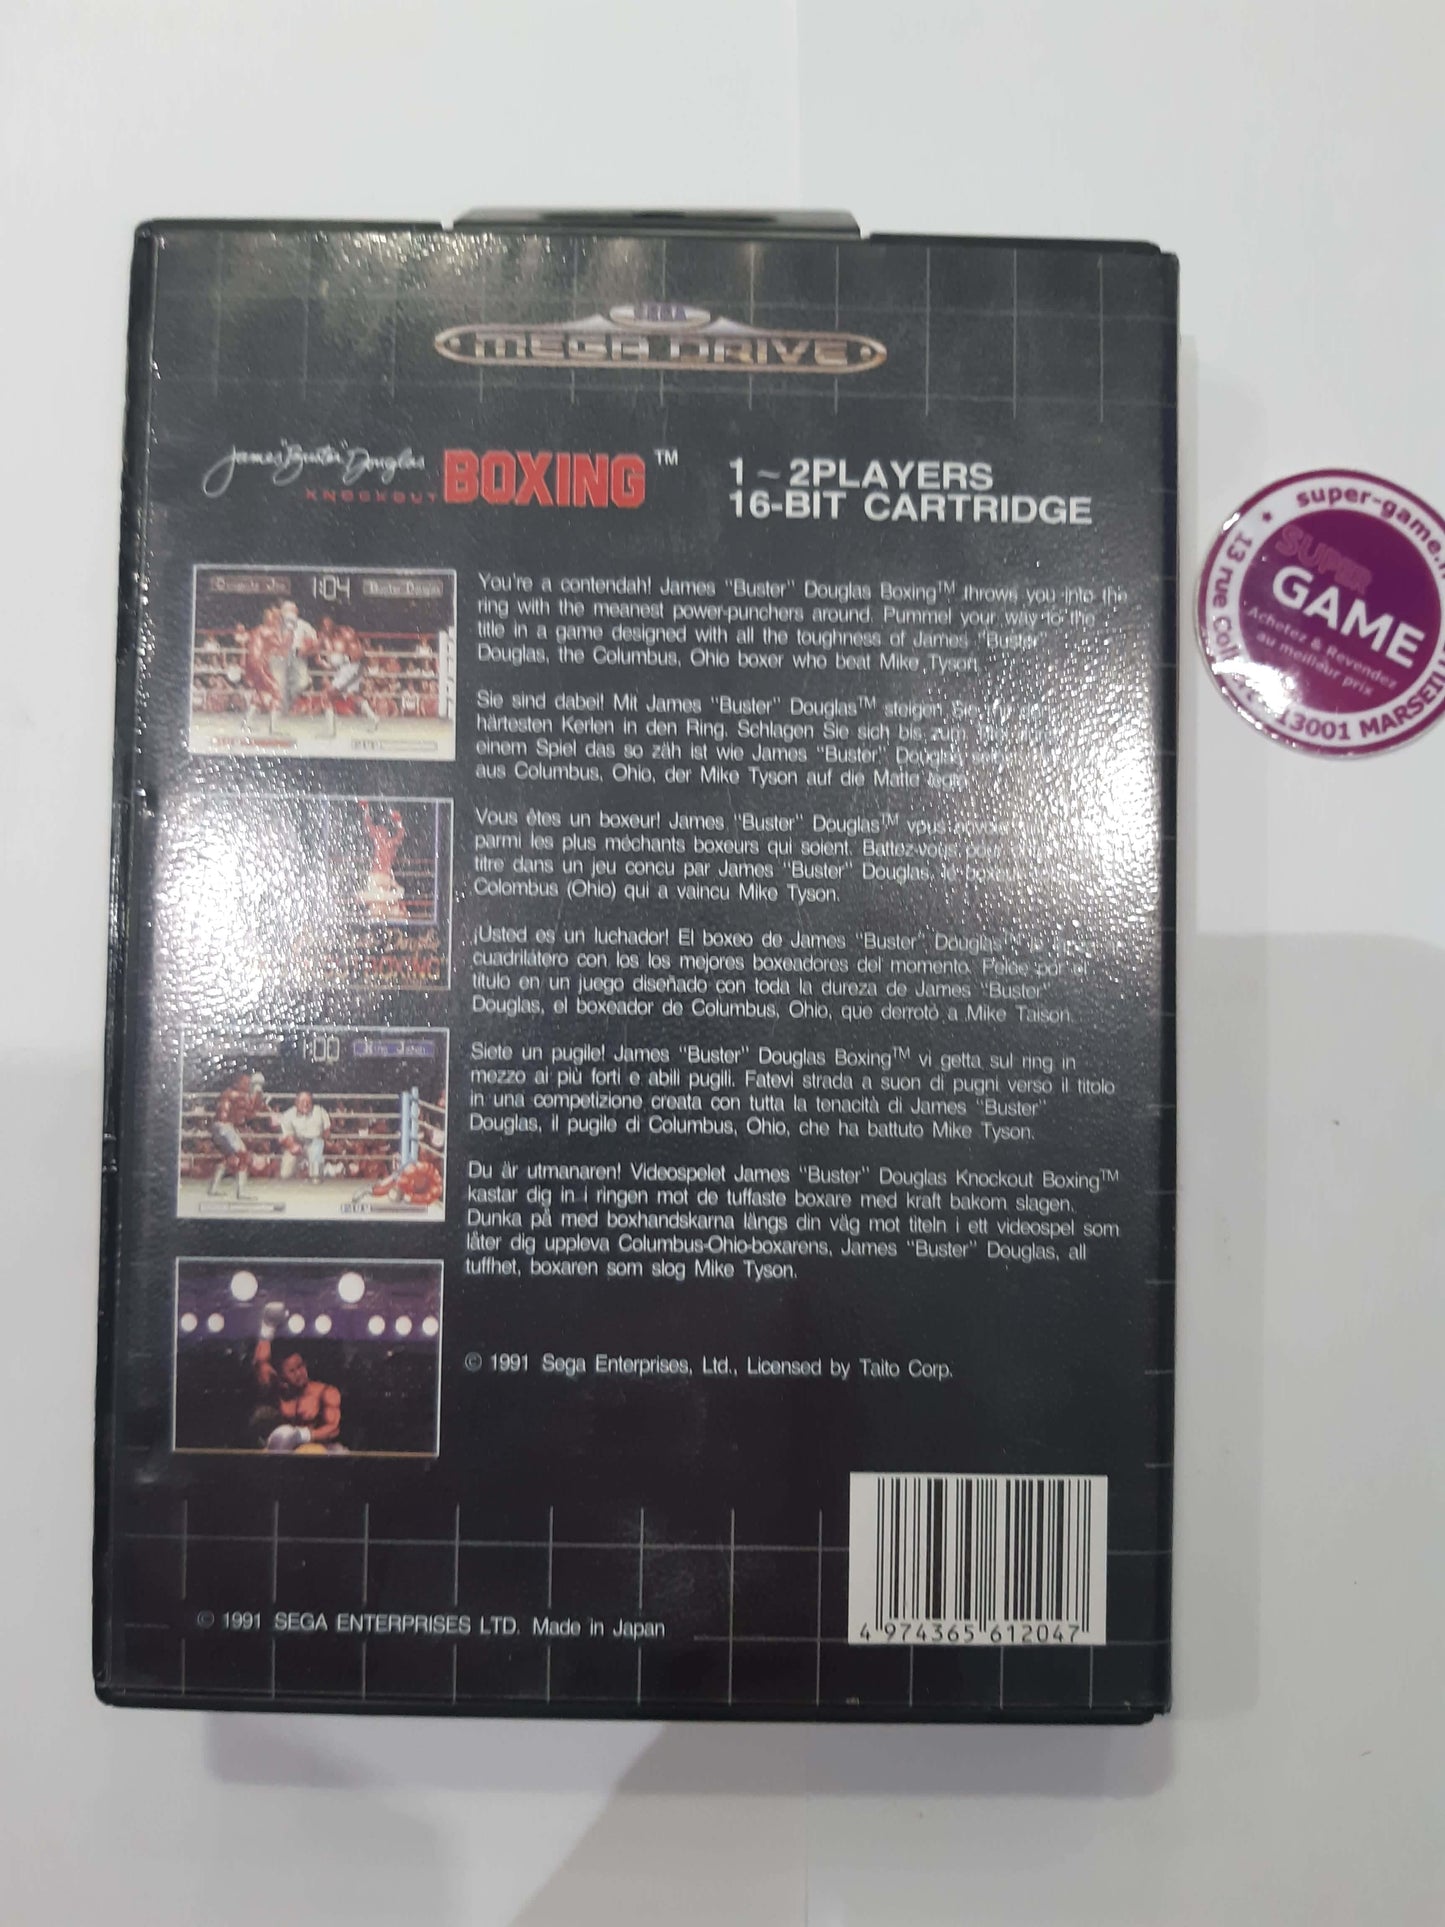 SEGA
MEGA DRIVE
James "Buster" Douglas
KNOCKOUT BOXING™
1 ~ 2PLAYERS
16-BIT CARTRIDGE
1:04
You're a contendah! James "Buster" Douglas Boxing™ throws you into the
ring with the meanest power-punchers around. Pummel your way to the
title in a game designed with all the toughness of James "Buster"
Douglas, the Columbus, Ohio boxer who beat Mike Tyson.
Sie sind dabei! Mit James "Buster" Douglas™ steigen Sie
härtesten Kerlen in den Ring. Schlagen Sie sich bis zum
einem Spiel das so zäh ist wie James "Buster" Douglas
aus Columbus, Ohio, der Mike Tyson auf die Matte
Vous êtes un boxeur! James "Buster" Douglas™ vous
parmi les plus méchants boxeurs qui soient. Battez-vous
titre dans un jeu concu par James "Buster" Douglas, le boxeur
Colombus (Ohio) qui a vaincu Mike Tyson.
BOXING
¡Usted es un luchador! El boxeo de James "Buster" Douglas™
cuadrilátero con los los mejores boxeadores del momento. Pelee por el
título en un juego diseñado con toda la dureza de James "Buster"
Douglas, el boxeador de Columbus, Ohio, que derrotó a Mike Taison.
1:00
Siete un pugile! James "Buster" Douglas Boxing™ vi getta sul ring in
mezzo ai più forti e abili pugili. Fatevi strada a suon di pugni verso il titolo
in una competizione creata con tutta la tenacità di James "Buster"
Douglas, il pugile di Columbus, Ohio, che ha battuto Mike Tyson.
Du är utmanaren! Videospelet James "Buster" Douglas Knockout Boxing™
kastar dig in i ringen mot de tuffaste boxare med kraft bakom slagen.
Dunka på med boxhandskarna längs din väg mot titeln i ett videospel som
låter dig uppleva Columbus-Ohio-boxarens, James "Buster" Douglas, all
tuffhet, boxaren som slog Mike Tyson.
© 1991 Sega Enterprises, Ltd., Licensed by Taito Corp.
4 974365 612047
© 1991 SEGA ENTERPRISES LTD. Made in Japan
super-game.
SUPER
GAME
Achetez & Revendez
au meilleur prix
13 rue
13001 MARSEILLE